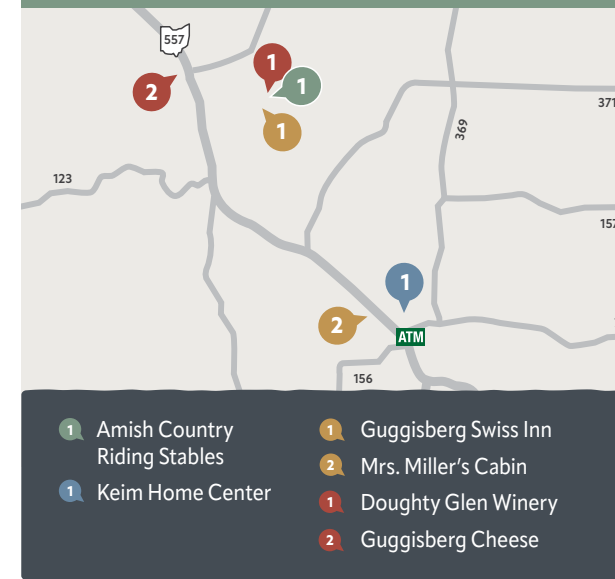 557
1
1
2
1
371
369
123
157
1
2
ATM
156
1 Amish Country
Riding Stables
1 Keim Home Center
1 Guggisberg Swiss Inn
2 Mrs. Miller’s Cabin
1 Doughty Glen Winery
2 Guggisberg Cheese